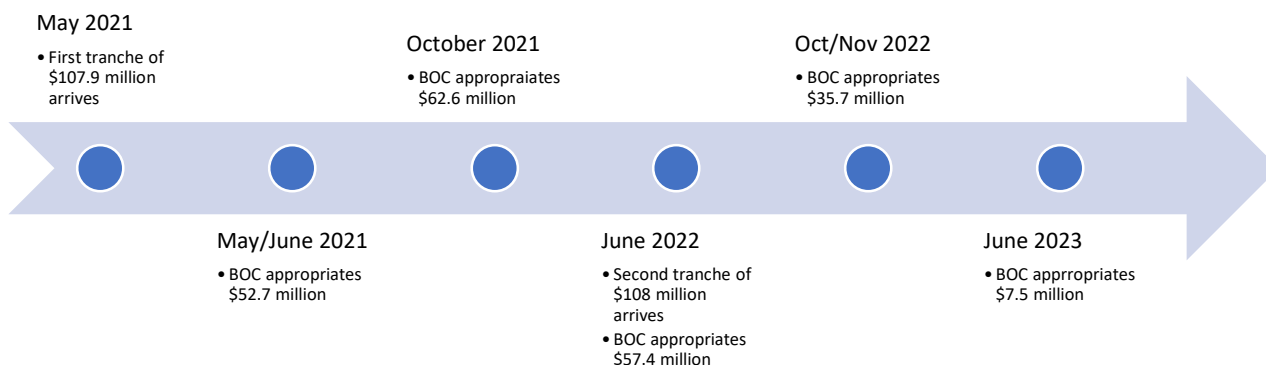 May 2021
• First tranche of
$107.9 million
arrives
May/June 2021
• BOC appropriates
$52.7 million
October 2021
• BOC appropraiates
$62.6 million
June 2022
• Second tranche of
$108 million
arrives
• BOC appropriates
$57.4 million
Oct/Nov 2022
• BOC appropriates
$35.7 million
June 2023
• BOC apprropriates
$7.5 million